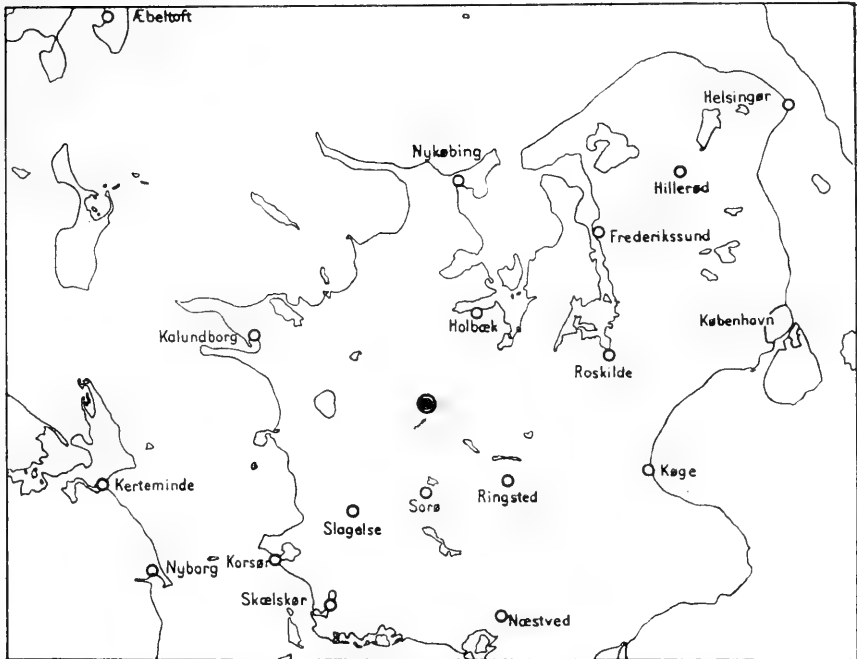 Æbeltoft
Helsingør
Nykøbing
Hillerød
Frederikssund
Holbæk
København
Kalundborg
Roskilde
Køge
Kerteminde
Ringsted
Sorø
Slagelse
Nyborg
Korsør
Skælskør
Næstved